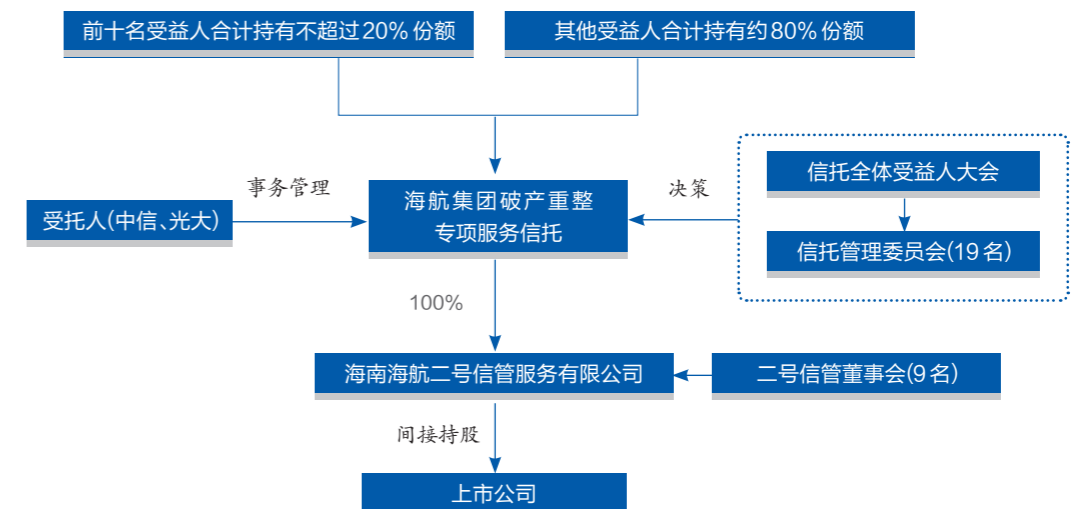 前十名受益人合计持有不超过20%份额
其他受益人合计持有约80%份额
事务管理
受托人(中信、光大)
海航集团破产重整
专项服务信托
决策
信托全体受益人大会
信托管理委员会(19名)
100%
海南海航二号信管服务有限公司
二号信管董事会(9名)
间接持股
上市公司